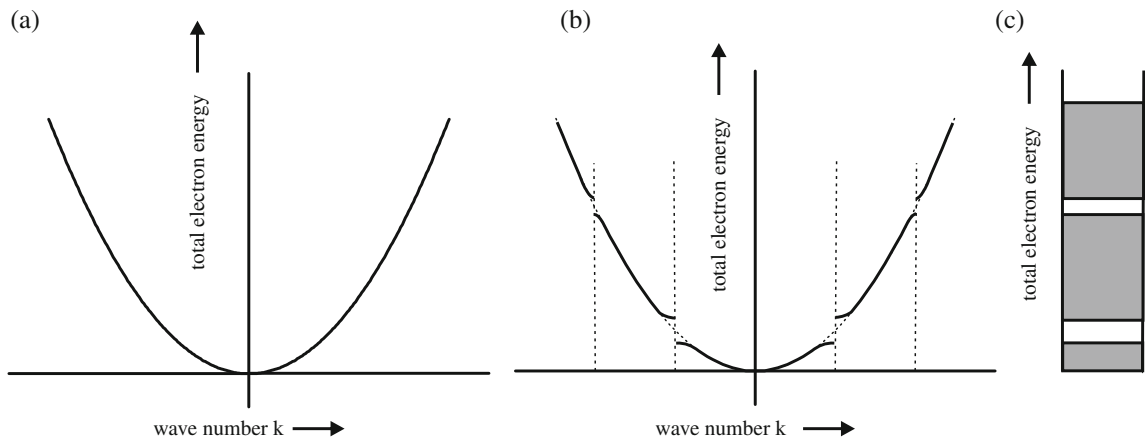 (a)
total electron energy
wave number k
(b)
total electron energy
wave number k
(c)
total electron energy